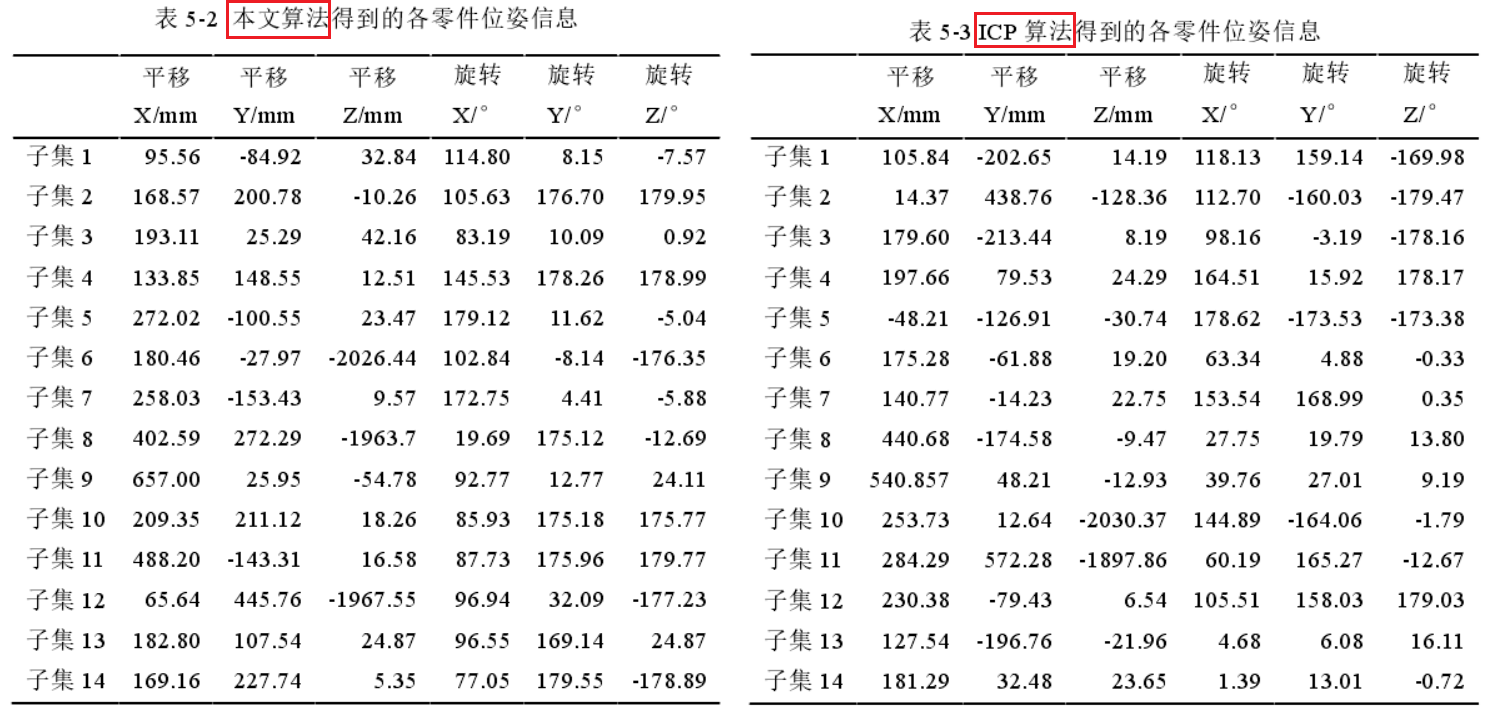 表 5-2 本文算法得到的各零件位姿信息
平移 平移 平移 旋转 旋转 旋转
X/mm Y/mm Z/mm X/° Y/° Z/°
子集 1 95.56 -84.92 32.84 114.80 8.15 -7.57
子集 2 168.57 200.78 -10.26 105.63 176.70 179.95
子集 3 193.11 25.29 42.16 83.19 10.09 0.92
子集 4 133.85 148.55 12.51 145.53 178.26 178.99
子集 5 272.02 -100.55 23.47 179.12 11.62 -5.04
子集 6 180.46 -27.97 -2026.44 102.84 -8.14 -176.35
子集 7 258.03 -153.43 9.57 172.75 4.41 -5.88
子集 8 402.59 272.29 -1963.7 19.69 175.12 -12.69
子集 9 657.00 25.95 -54.78 92.77 12.77 24.11
子集 10 209.35 211.12 18.26 85.93 175.18 175.77
子集 11 488.20 -143.31 16.58 87.73 175.96 179.77
子集 12 65.64 445.76 -1967.55 96.94 32.09 -177.23
子集 13 182.80 107.54 24.87 96.55 169.14 24.87
子集 14 169.16 227.74 5.35 77.05 179.55 -178.89
表 5-3 ICP 算法得到的各零件位姿信息
平移 平移 平移 旋转 旋转 旋转
X/mm Y/mm Z/mm X/° Y/° Z/°
子集 1 105.84 -202.65 14.19 118.13 159.14 -169.98
子集 2 14.37 438.76 -128.36 112.70 -160.03 -179.47
子集 3 179.60 -213.44 8.19 98.16 -3.19 -178.16
子集 4 197.66 79.53 24.29 164.51 15.92 178.17
子集 5 -48.21 -126.91 -30.74 178.62 -173.53 -173.38
子集 6 175.28 -61.88 19.20 63.34 4.88 -0.33
子集 7 140.77 -14.23 22.75 153.54 168.99 0.35
子集 8 440.68 -174.58 -9.47 27.75 19.79 13.80
子集 9 540.857 48.21 -12.93 39.76 27.01 9.19
子集 10 253.73 12.64 -2030.37 144.89 -164.06 -1.79
子集 11 284.29 572.28 -1897.86 60.19 165.27 -12.67
子集 12 230.38 -79.43 6.54 105.51 158.03 179.03
子集 13 127.54 -196.76 -21.96 4.68 6.08 16.11
子集 14 181.29 32.48 23.65 1.39 13.01 -0.72